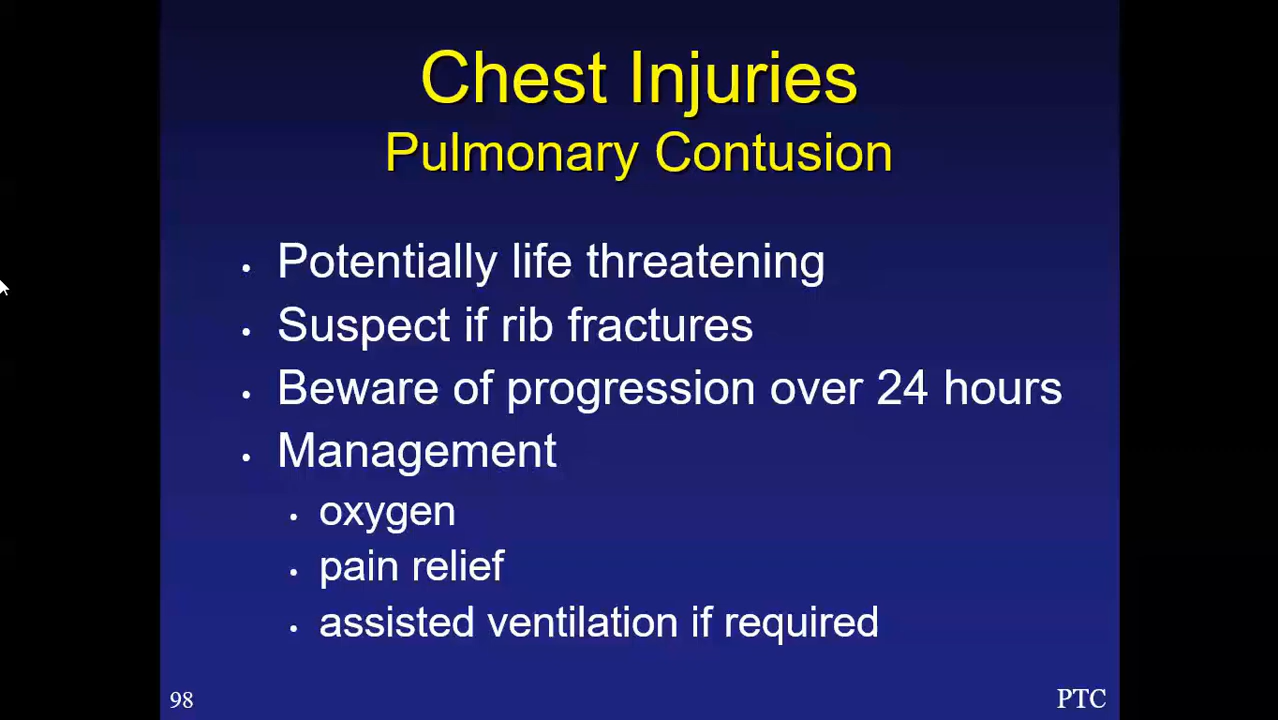 Chest Injuries
Pulmonary Contusion
• Potentially life threatening
• Suspect if rib fractures
• Beware of progression over 24 hours
• Management
• oxygen
• pain relief
• assisted ventilation if required
98
PTC